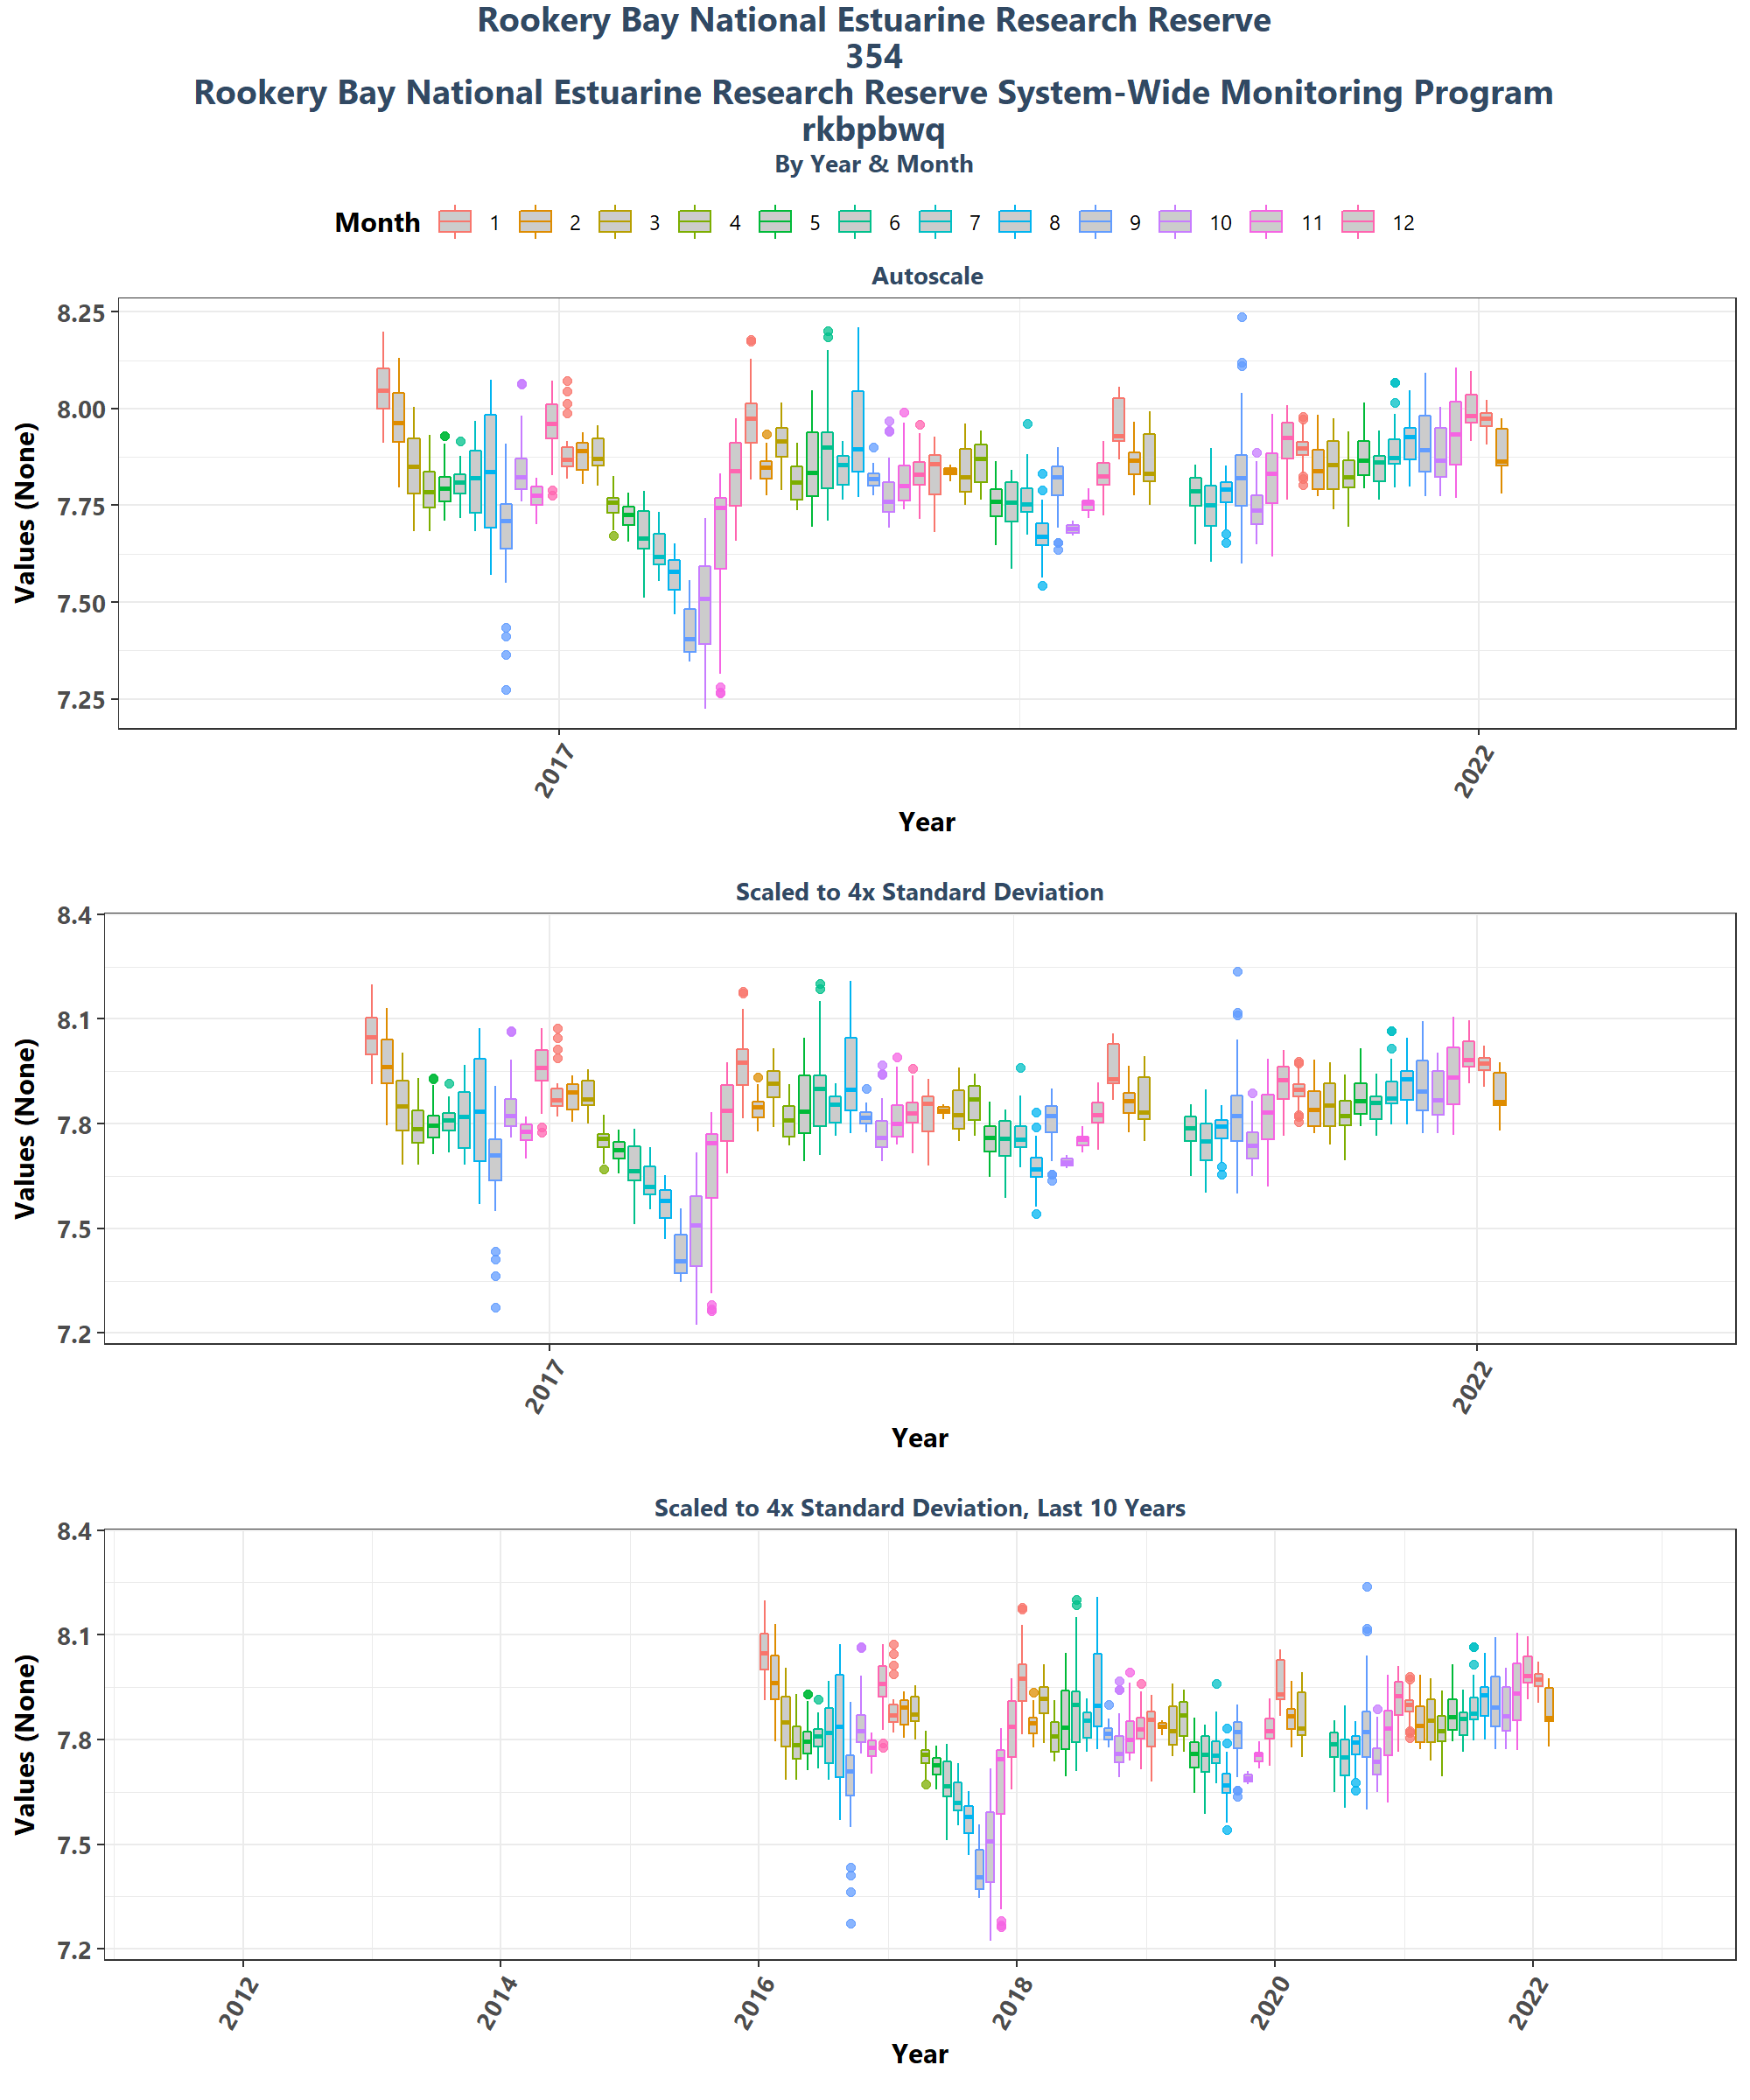 Rookery Bay National Estuarine Research Reserve
354
Rookery Bay National Estuarine Research Reserve System-Wide Monitoring Program
rkbpbwq
By Year & Month
Month 1 2 3 4 5 6 7 8 9 10 11 12
Autoscale
Values (None)
8.25
8.00
7.75
7.50
7.25
2017 2022
Year
Scaled to 4x Standard Deviation
Values (None)
8.4
8.1
7.8
7.5
7.2
2017 2022
Year
Scaled to 4x Standard Deviation, Last 10 Years
Values (None)
8.4
8.1
7.8
7.5
7.2
2012 2014 2016 2018 2020 2022
Year